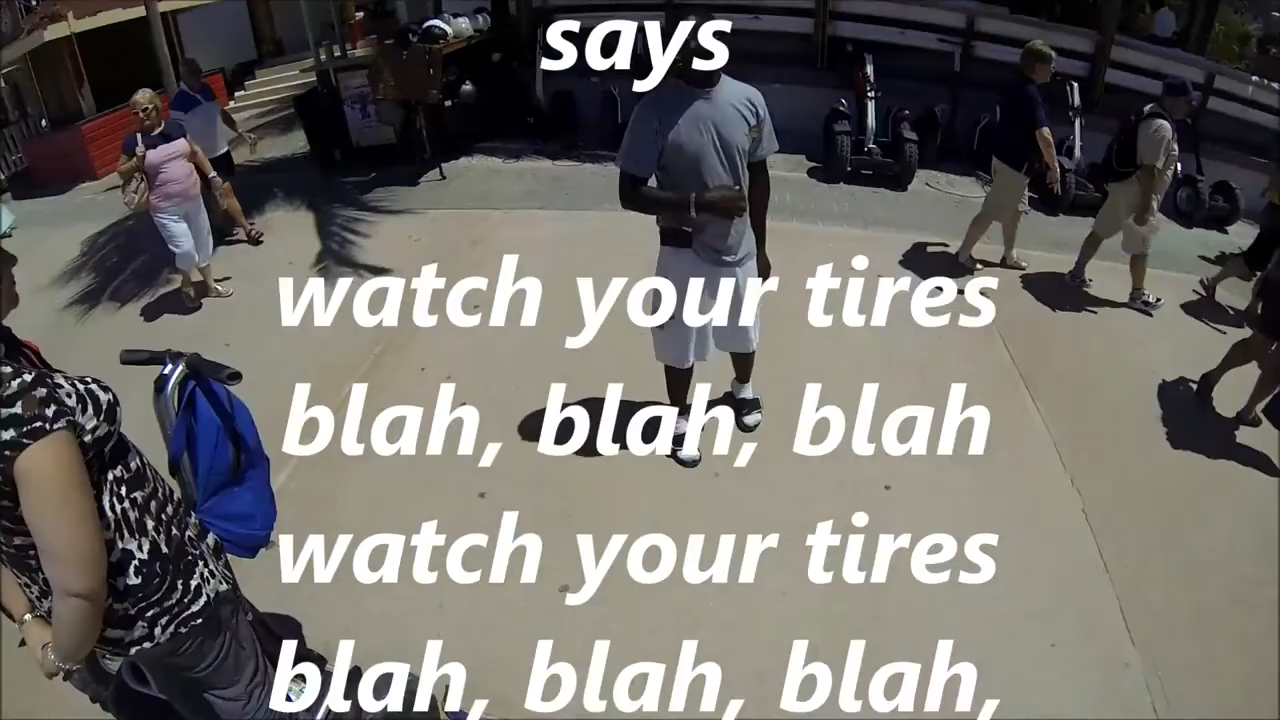 says
watch your tires
blah, blah, blah
watch your tires
blah, blah, blah,